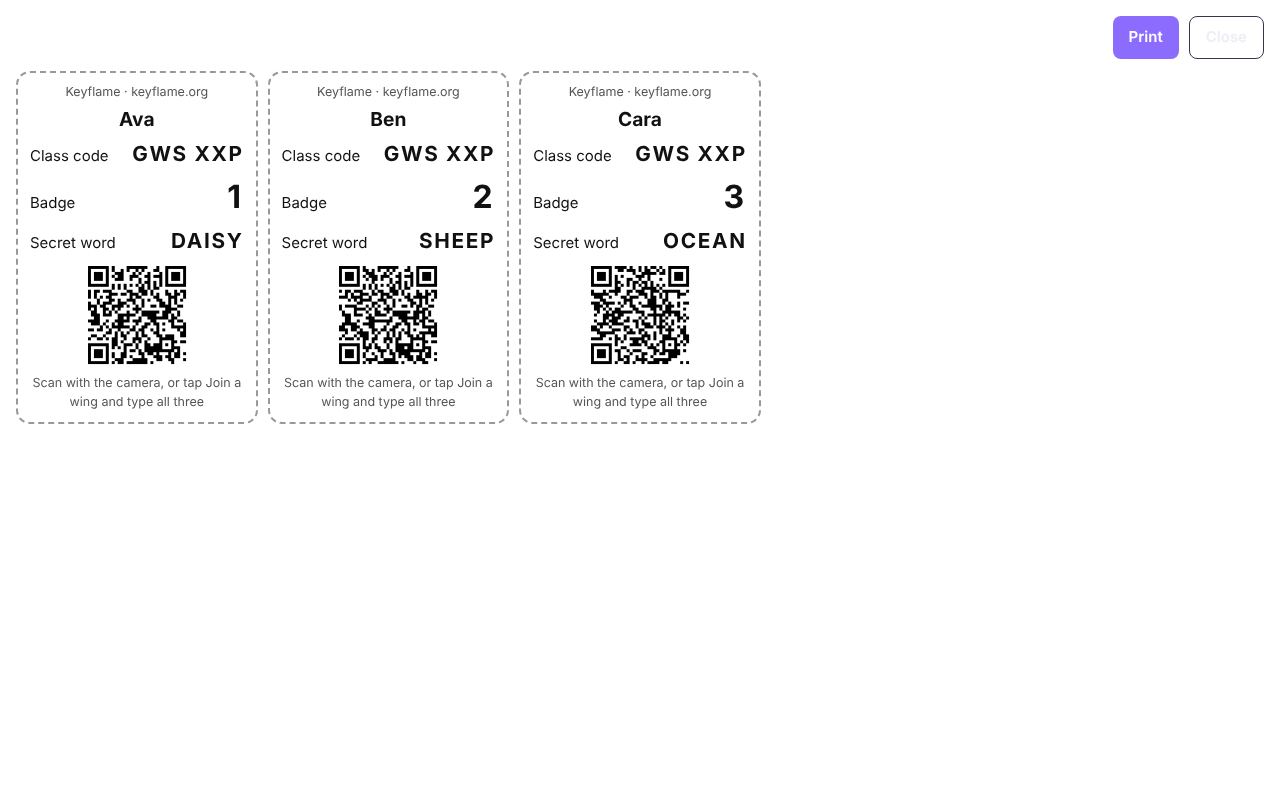 Print Close
Keyflame · keyflame.org
Ava
Class code GWS XXP
Badge 1
Secret word DAISY
Scan with the camera, or tap Join a
wing and type all three
Keyflame · keyflame.org
Ben
Class code GWS XXP
Badge 2
Secret word SHEEP
Scan with the camera, or tap Join a
wing and type all three
Keyflame · keyflame.org
Cara
Class code GWS XXP
Badge 3
Secret word OCEAN
Scan with the camera, or tap Join a
wing and type all three